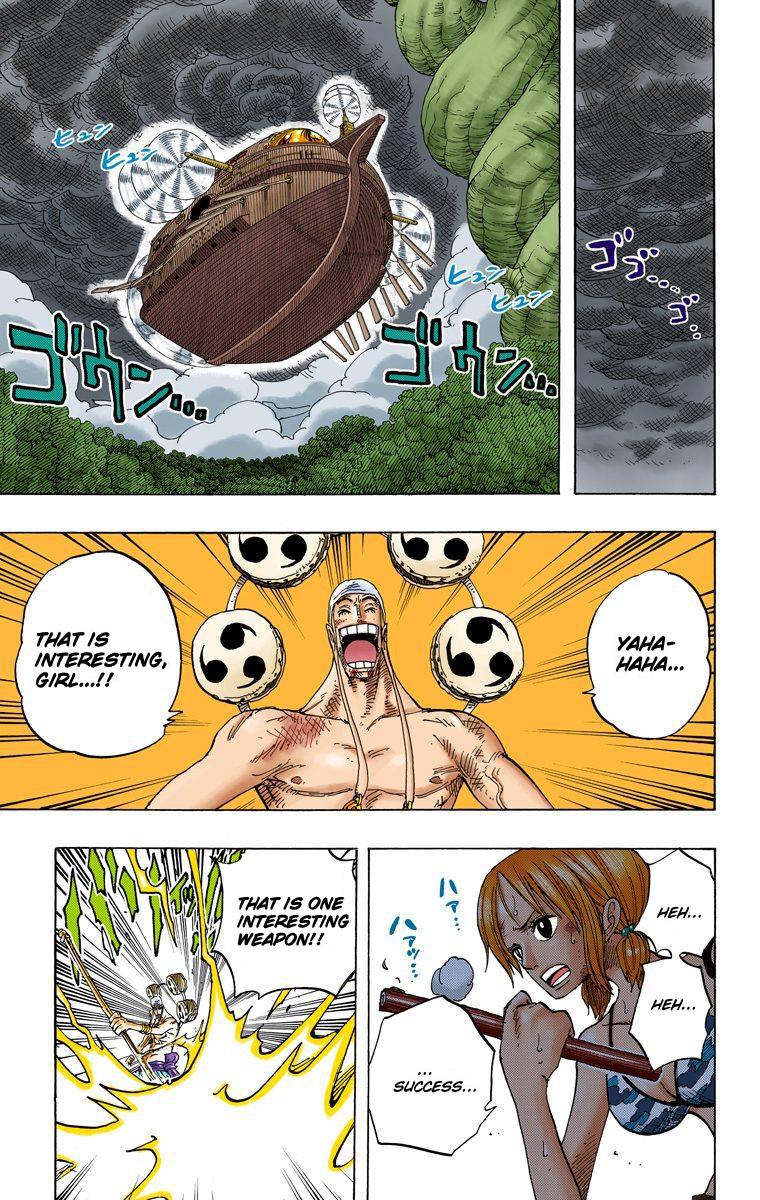 ゴゴ...ゴ..
ヒュン
ヒュン
ヒュン
ヒュン
ゴウン...
ゴウン...
YAHA-
HAHA...
THAT IS
INTERESTING,
GIRL...!!
HEH...
HEH...
ハァ...
ハァッ...
...
SUCCESS...
THAT IS ONE
INTERESTING
WEAPON!!